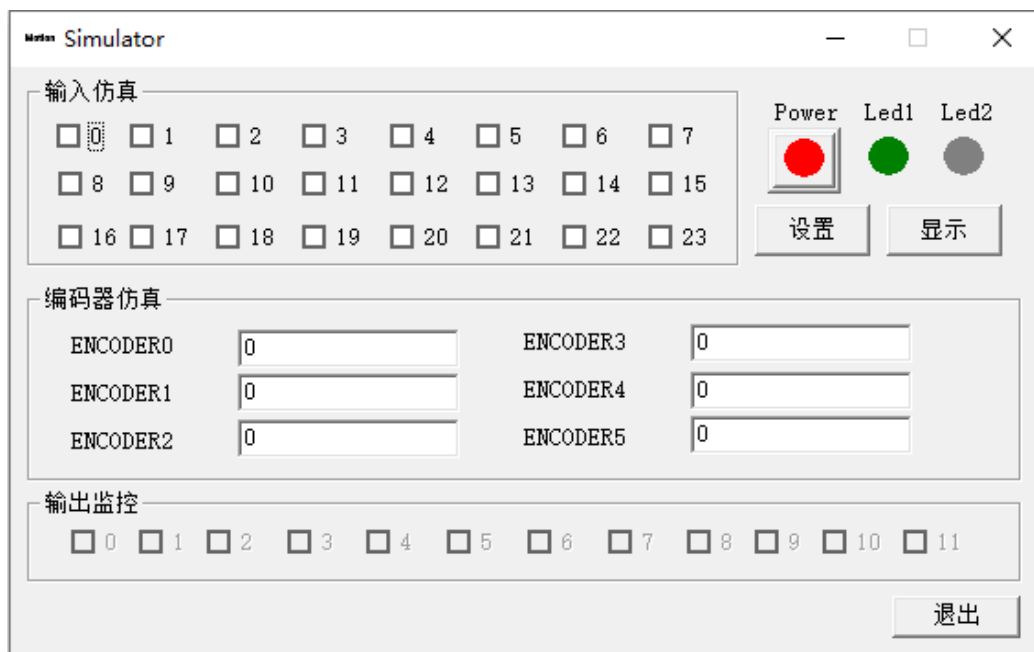 Motion Simulator
输入仿真
Power Led1 Led2
0 1 2 3 4 5 6 7
8 9 10 11 12 13 14 15
16 17 18 19 20 21 22 23
设置 显示
编码器仿真
ENCODER0 0 ENCODER3 0
ENCODER1 0 ENCODER4 0
ENCODER2 0 ENCODER5 0
输出监控
0 1 2 3 4 5 6 7 8 9 10 11
退出